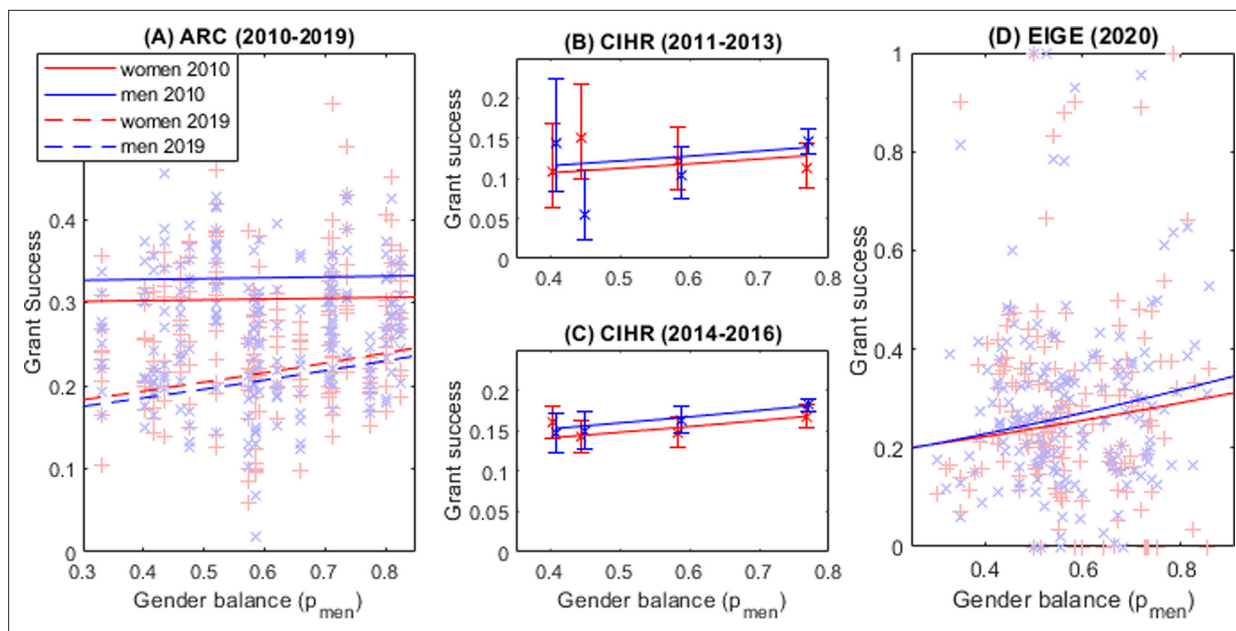 (A) ARC (2010-2019)
women 2010
men 2010
women 2019
men 2019
Grant Success
0.4
0.3
0.2
0.1
0
0.3 0.4 0.5 0.6 0.7 0.8
Gender balance (p_men)
(B) CIHR (2011-2013)
Grant success
0.2
0.15
0.1
0.05
0
0.4 0.5 0.6 0.7 0.8
(C) CIHR (2014-2016)
Grant success
0.2
0.15
0.1
0.05
0
0.4 0.5 0.6 0.7 0.8
Gender balance (p_men)
(D) EIGE (2020)
Grant success
1
0.8
0.6
0.4
0.2
0
0.4 0.6 0.8
Gender balance (p_men)